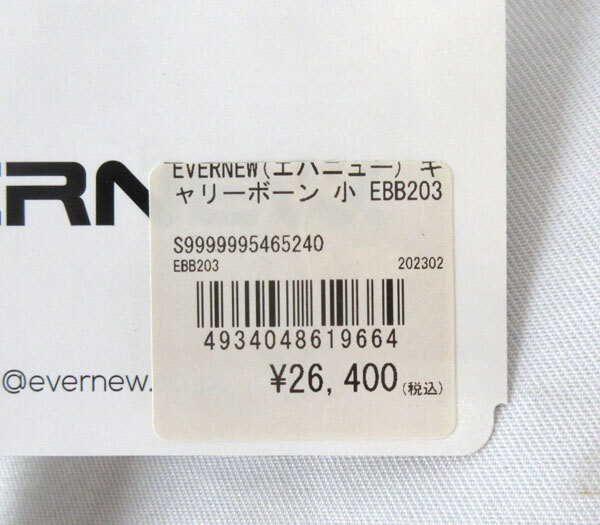 EVERNEW(エバニュー) キ
ャリーボーン 小 EBB203
S9999995465240
EBB203 202302
4934048619664
¥26,400(税込)
@evernew.